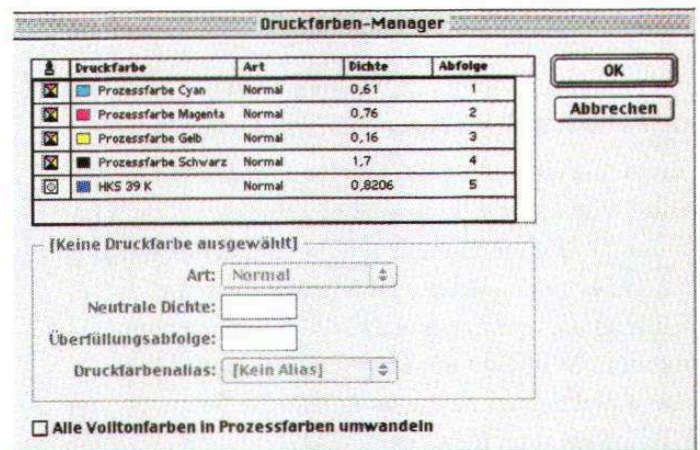 Druckfarben-Manager
Druckfarbe Art Dichte Abfolge
Prozessfarbe Cyan Normal 0,61 1
Prozessfarbe Magenta Normal 0,76 2
Prozessfarbe Gelb Normal 0,16 3
Prozessfarbe Schwarz Normal 1,7 4
HKS 39 K Normal 0,8206 5
OK
Abbrechen
[Keine Druckfarbe ausgewählt]
Art: Normal
Neutrale Dichte:
Überfüllungsabfolge:
Druckfarbenalias: [Kein Alias]
Alle Volltonfarben in Prozessfarben umwandeln